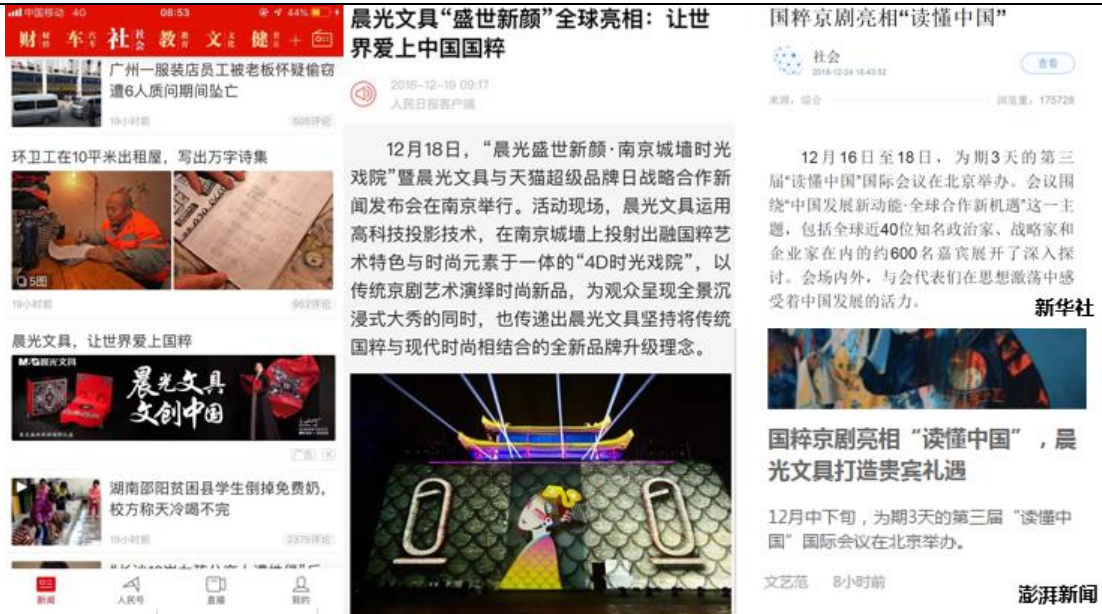 中国移动 4G 08:53 44%
财 财经 车 汽车 社 社会 教 教育 文 文化 健
广州一服装店员工被老板怀疑偷窃
遭6人质问期间坠亡
19小时前 505评论
环卫工在10平米出租屋，写出万字诗集
5图
19小时前 952评论
晨光文具，让世界爱上国粹
M&G晨光文具
晨光文具
文创中国
广告
湖南邵阳贫困县学生倒掉免费奶，
校方称天冷喝不完
19小时前 2375评论
新闻 人民号 直播 我的
晨光文具“盛世新颜”全球亮相：让世
界爱上中国国粹
2018-12-19 09:17
人民日报客户端
12月18日，“晨光盛世新颜·南京城墙时光
戏院”暨晨光文具与天猫超级品牌日战略合作新
闻发布会在南京举行。活动现场，晨光文具运用
高科技投影技术，在南京城墙上投射出融国粹艺
术特色与时尚元素于一体的“4D时光戏院”，以
传统京剧艺术演绎时尚新品，为观众呈现全景沉
浸式大秀的同时，也传递出晨光文具坚持将传统
国粹与现代时尚相结合的全新品牌升级理念。
国粹京剧亮相“读懂中国”
社会
2018-12-24 16:43:52
查看
来源：综合 浏览量：175728
12月16日至18日，为期3天的第三
届“读懂中国”国际会议在北京举办。会议围
绕“中国发展新动能·全球合作新机遇”这一主
题，包括全球近40位知名政治家、战略家和
企业家在内的约600名嘉宾展开了深入探
讨。会场内外，与会代表们在思想激荡中感
受着中国发展的活力。
新华社
国粹京剧亮相“读懂中国”，晨
光文具打造贵宾礼遇
12月中下旬，为期3天的第三届“读懂中
国”国际会议在北京举办。
文艺范 8小时前
澎湃新闻